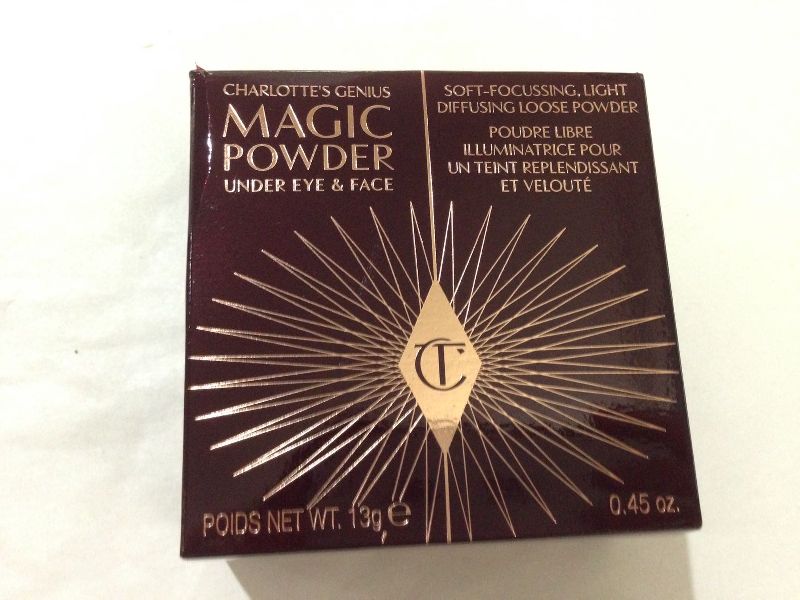 CHARLOTTE'S GENIUS
MAGIC
POWDER
UNDER EYE & FACE
SOFT-FOCUSSING, LIGHT
DIFFUSING LOOSE POWDER
POUDRE LIBRE
ILLUMINATRICE POUR
UN TEINT REPLENDISSANT
ET VELOUTÉ
CT
POIDS NET WT. 13g ℮
0.45 oz.